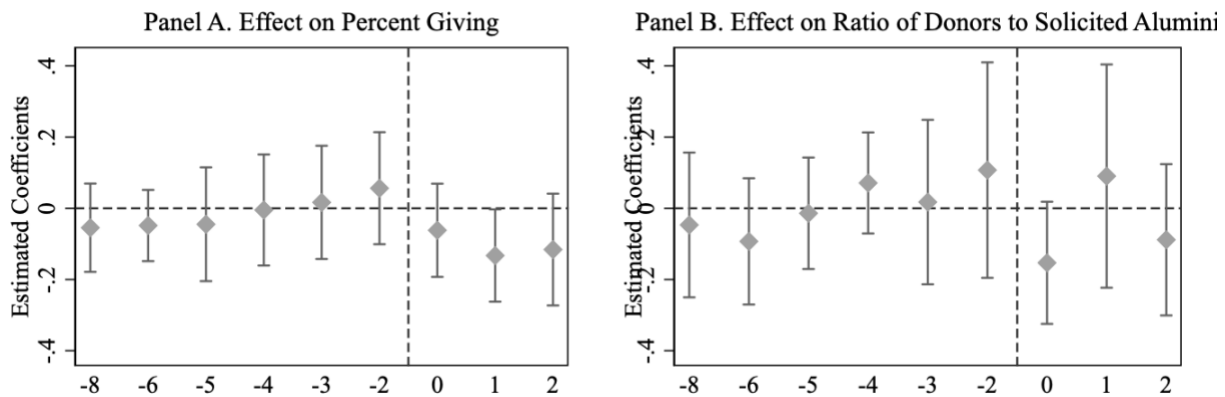 Panel A. Effect on Percent Giving
Estimated Coefficients
.4
.2
0
-.2
-.4
-8 -6 -5 -4 -3 -2 0 1 2
Panel B. Effect on Ratio of Donors to Solicited Alumini
Estimated Coefficients
.4
.2
0
-.2
-.4
-8 -6 -5 -4 -3 -2 0 1 2